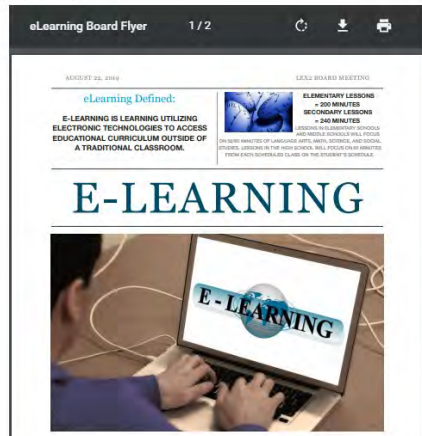 eLearning Board Flyer 1 / 2
AUGUST 22, 2019
LEX2 BOARD MEETING
eLearning Defined:
E-LEARNING IS LEARNING UTILIZING
ELECTRONIC TECHNOLOGIES TO ACCESS
EDUCATIONAL CURRICULUM OUTSIDE OF
A TRADITIONAL CLASSROOM.
ELEMENTARY LESSONS
= 200 MINUTES
SECONDARY LESSONS
= 240 MINUTES
LESSONS IN ELEMENTARY SCHOOLS
AND MIDDLE SCHOOLS WILL FOCUS
MINUTES OF LANGUAGE ARTS, MATH, SCIENCE, AND SOCIAL
STUDIES. LESSONS IN THE HIGH SCHOOL WILL FOCUS ON
MINUTES
FROM EACH SCHEDULED CLASS ON THE STUDENT'S SCHEDULE.
E-LEARNING
E - LEARNING